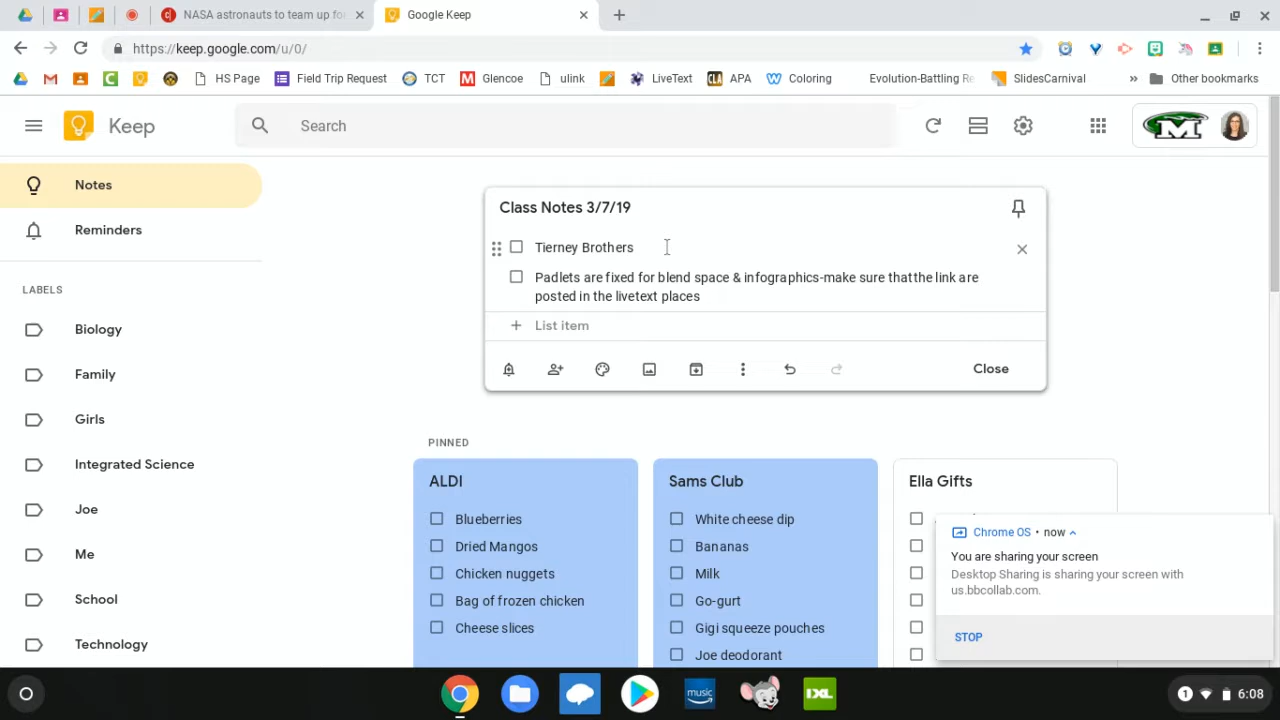 NASA astronauts to team up for
Google Keep
https://keep.google.com/u/0/
HS Page
Field Trip Request
TCT
Glencoe
ulink
LiveText
APA
Coloring
Evolution-Battling Re
SlidesCarnival
Other bookmarks
Keep
Search
M
Notes
Reminders
LABELS
Biology
Family
Girls
Integrated Science
Joe
Me
School
Technology
Class Notes 3/7/19
Tierney Brothers
Padlets are fixed for blend space & infographics-make sure thatthe link are
posted in the livetext places
List item
Close
PINNED
ALDI
Blueberries
Dried Mangos
Chicken nuggets
Bag of frozen chicken
Cheese slices
Sams Club
White cheese dip
Bananas
Milk
Go-gurt
Gigi squeeze pouches
Joe deodorant
Ella Gifts
Chrome OS • now
You are sharing your screen
Desktop Sharing is sharing your screen with
us.bbcollab.com.
STOP
music
IXL
1
6:08